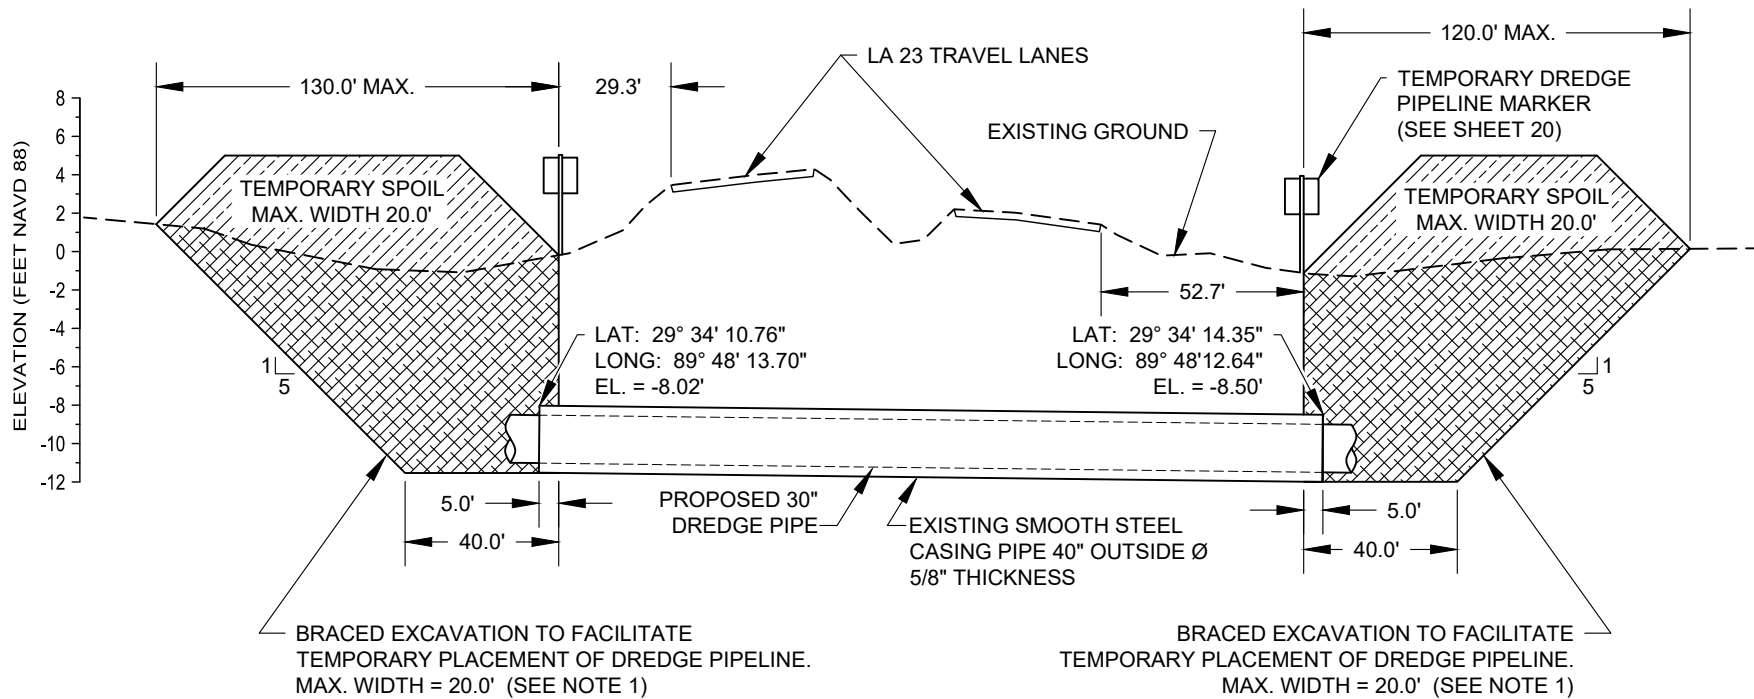 120.0' MAX.
LA 23 TRAVEL LANES
130.0' MAX.
29.3'
TEMPORARY DREDGE
PIPELINE MARKER
(SEE SHEET 20)
EXISTING GROUND
ELEVATION (FEET NAVD 88)
8
6
4
2
0
-2
-4
-6
-8
-10
-12
TEMPORARY SPOIL
MAX. WIDTH 20.0'
TEMPORARY SPOIL
MAX. WIDTH 20.0'
52.7'
LAT: 29° 34' 10.76"
LONG: 89° 48' 13.70"
EL. = -8.02'
LAT: 29° 34' 14.35"
LONG: 89° 48'12.64"
EL. = -8.50'
1
5
1
5
5.0'
40.0'
PROPOSED 30"
DREDGE PIPE
EXISTING SMOOTH STEEL
CASING PIPE 40" OUTSIDE Ø
5/8" THICKNESS
5.0'
40.0'
BRACED EXCAVATION TO FACILITATE
TEMPORARY PLACEMENT OF DREDGE PIPELINE.
MAX. WIDTH = 20.0' (SEE NOTE 1)
BRACED EXCAVATION TO FACILITATE
TEMPORARY PLACEMENT OF DREDGE PIPELINE.
MAX. WIDTH = 20.0' (SEE NOTE 1)